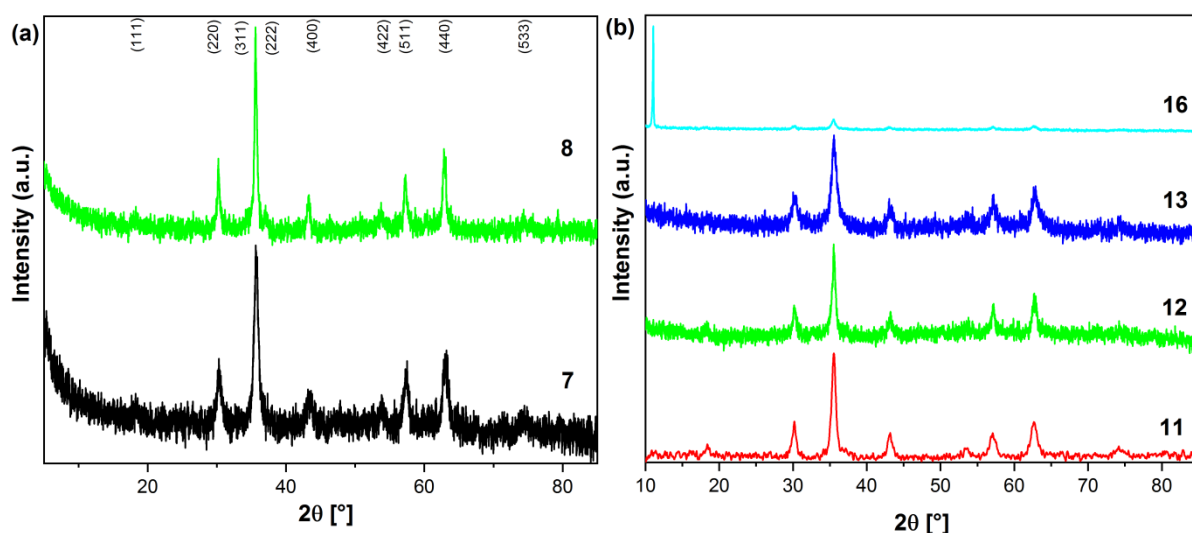 (a)
(111)
(220)
(311)
(222)
(400)
(422)
(511)
(440)
(533)
8
7
Intensity (a.u.)
20 40 60 80
2θ [°]
(b)
16
13
12
11
Intensity (a.u.)
10 20 30 40 50 60 70 80
2θ [°]